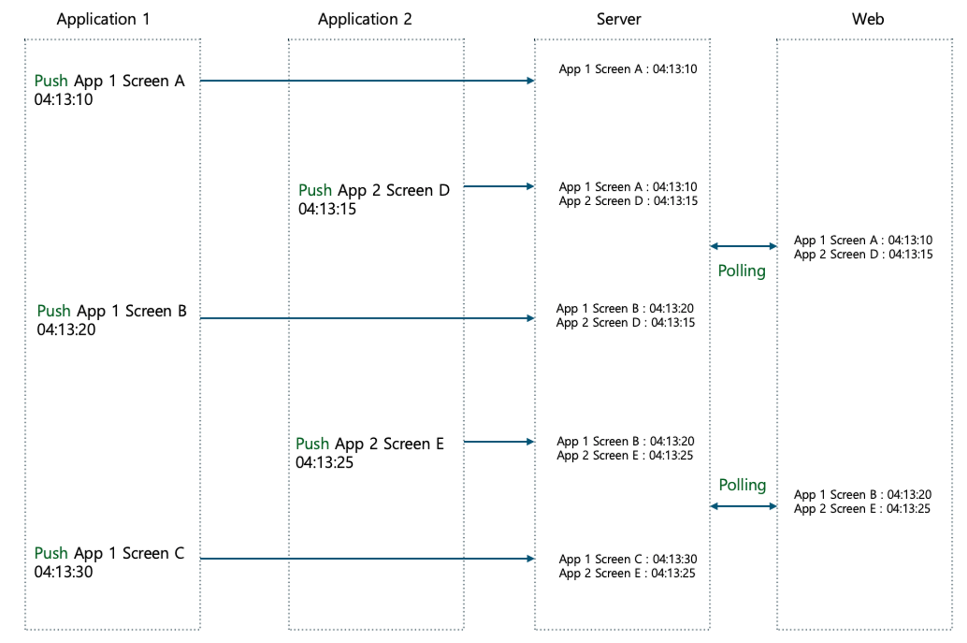 Application 1
Application 2
Server
Web
Push App 1 Screen A
04:13:10
App 1 Screen A : 04:13:10
Push App 2 Screen D
04:13:15
App 1 Screen A : 04:13:10
App 2 Screen D : 04:13:15
Polling
App 1 Screen A : 04:13:10
App 2 Screen D : 04:13:15
Push App 1 Screen B
04:13:20
App 1 Screen B : 04:13:20
App 2 Screen D : 04:13:15
Push App 2 Screen E
04:13:25
App 1 Screen B : 04:13:20
App 2 Screen E : 04:13:25
Polling
App 1 Screen B : 04:13:20
App 2 Screen E : 04:13:25
Push App 1 Screen C
04:13:30
App 1 Screen C : 04:13:30
App 2 Screen E : 04:13:25